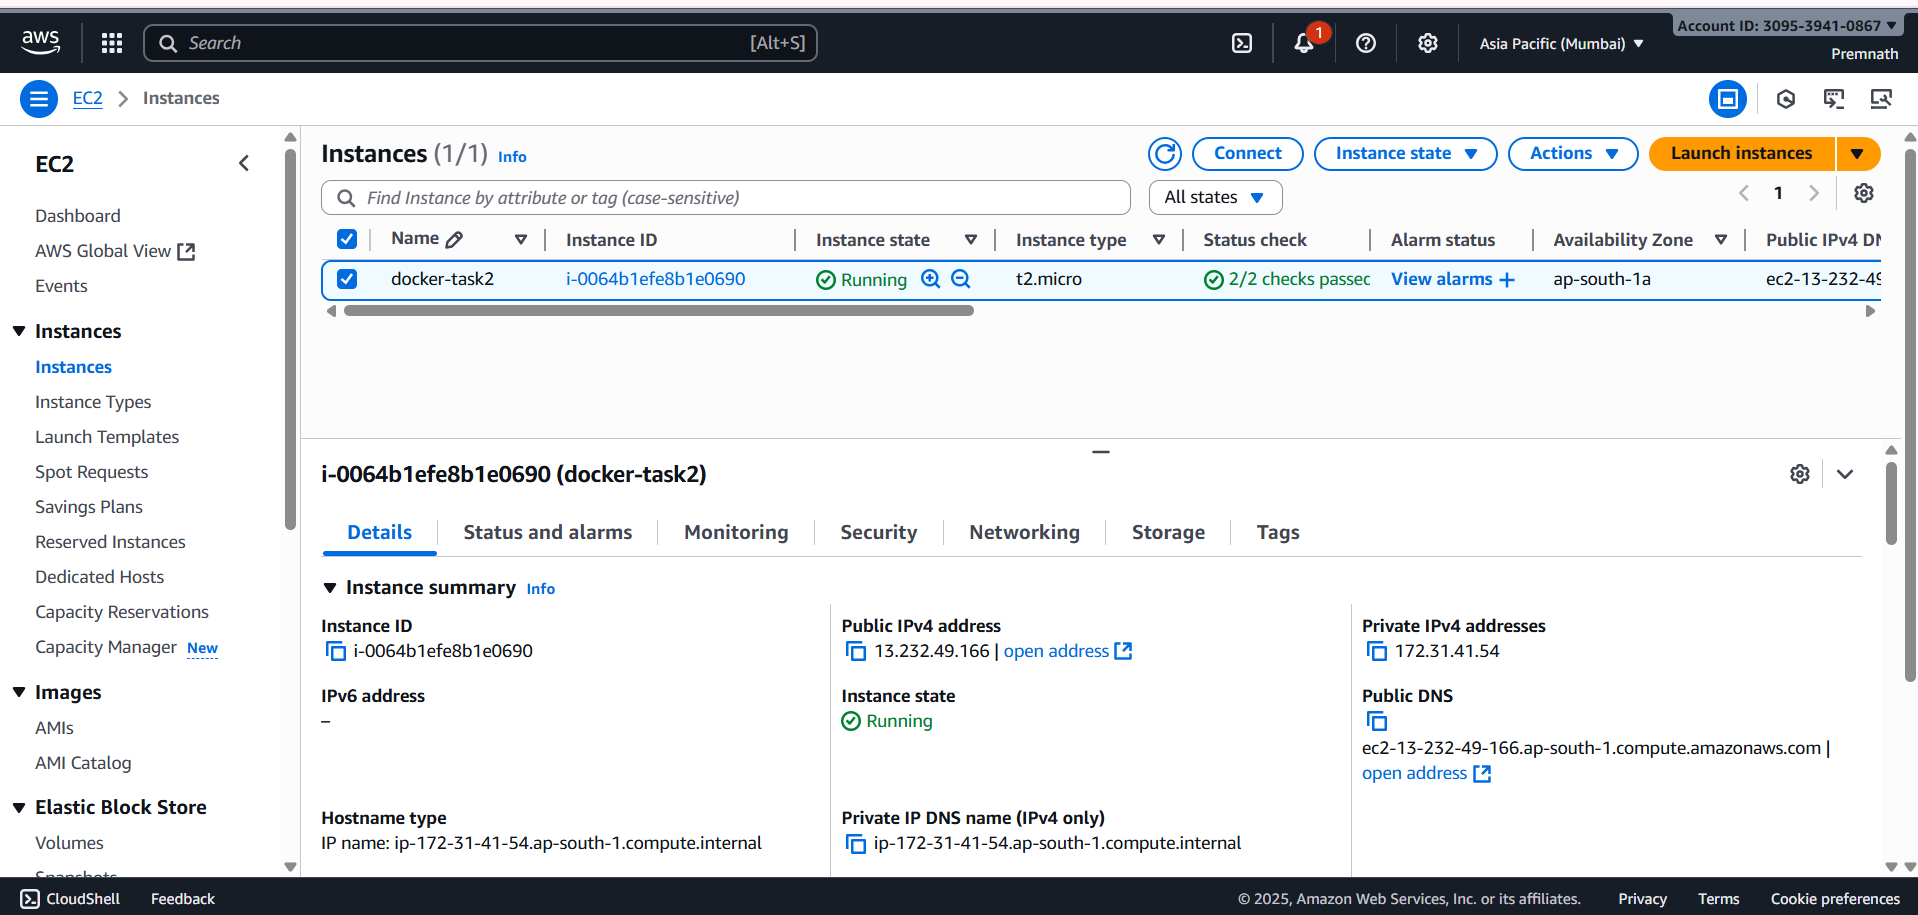 aws
Search [Alt+S]
1
Asia Pacific (Mumbai)
Account ID: 3095-3941-0867
Premnath
EC2 Instances
EC2
Dashboard
AWS Global View
Events
Instances
Instances
Instance Types
Launch Templates
Spot Requests
Savings Plans
Reserved Instances
Dedicated Hosts
Capacity Reservations
Capacity Manager New
Images
AMIs
AMI Catalog
Elastic Block Store
Volumes
Instances (1/1) Info
Connect
Instance state
Actions
Launch instances
Find Instance by attribute or tag (case-sensitive)
All states
1
Name Instance ID Instance state Instance type Status check Alarm status Availability Zone Public IPv4
docker-task2 i-0064b1efe8b1e0690 Running t2.micro 2/2 checks View alarms + ap-south-1a ec2-13-232-49
i-0064b1efe8b1e0690 (docker-task2)
Details Status and alarms Monitoring Security Networking Storage Tags
Instance summary Info
Instance ID
i-0064b1efe8b1e0690
Public IPv4 address
13.232.49.166 | open address
Private IPv4 addresses
172.31.41.54
IPv6 address
–
Instance state
Running
Public DNS
ec2-13-232-49-166.ap-south-1.compute.amazonaws.com |
open address
Hostname type
IP name: ip-172-31-41-54.ap-south-1.compute.internal
Private IP DNS name (IPv4 only)
ip-172-31-41-54.ap-south-1.compute.internal
CloudShell Feedback © 2025, Amazon Web Services, Inc. or its affiliates. Privacy Terms Cookie preferences